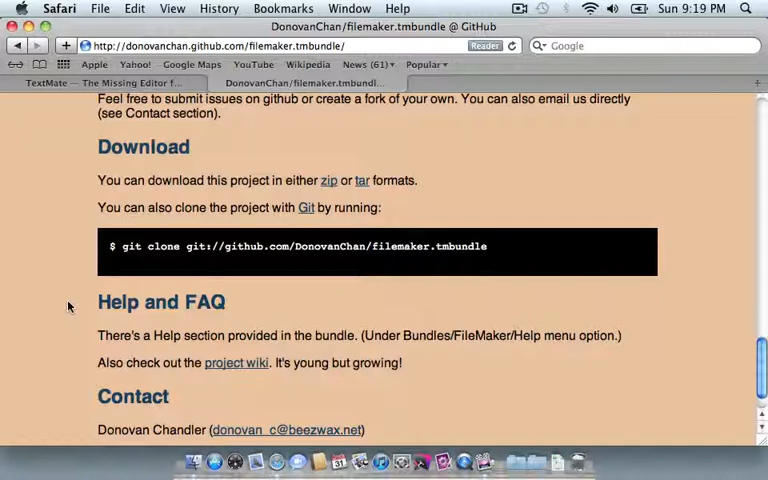 Safari File Edit View History Bookmarks Window Help Sun 9:19 PM
DonovanChan/filemaker.tmbundle @ GitHub
http://donovanchan.github.com/filemaker.tmbundle/ Reader Google
Apple Yahoo! Google Maps YouTube Wikipedia News (61) Popular
TextMate — The Missing Editor f... DonovanChan/filemaker.tmbundl...
Feel free to submit issues on github or create a fork of your own. You can also email us directly
(see Contact section).
Download
You can download this project in either zip or tar formats.
You can also clone the project with Git by running:
$ git clone git://github.com/DonovanChan/filemaker.tmbundle
Help and FAQ
There's a Help section provided in the bundle. (Under Bundles/FileMaker/Help menu option.)
Also check out the project wiki. It's young but growing!
Contact
Donovan Chandler (donovan_c@beezwax.net)